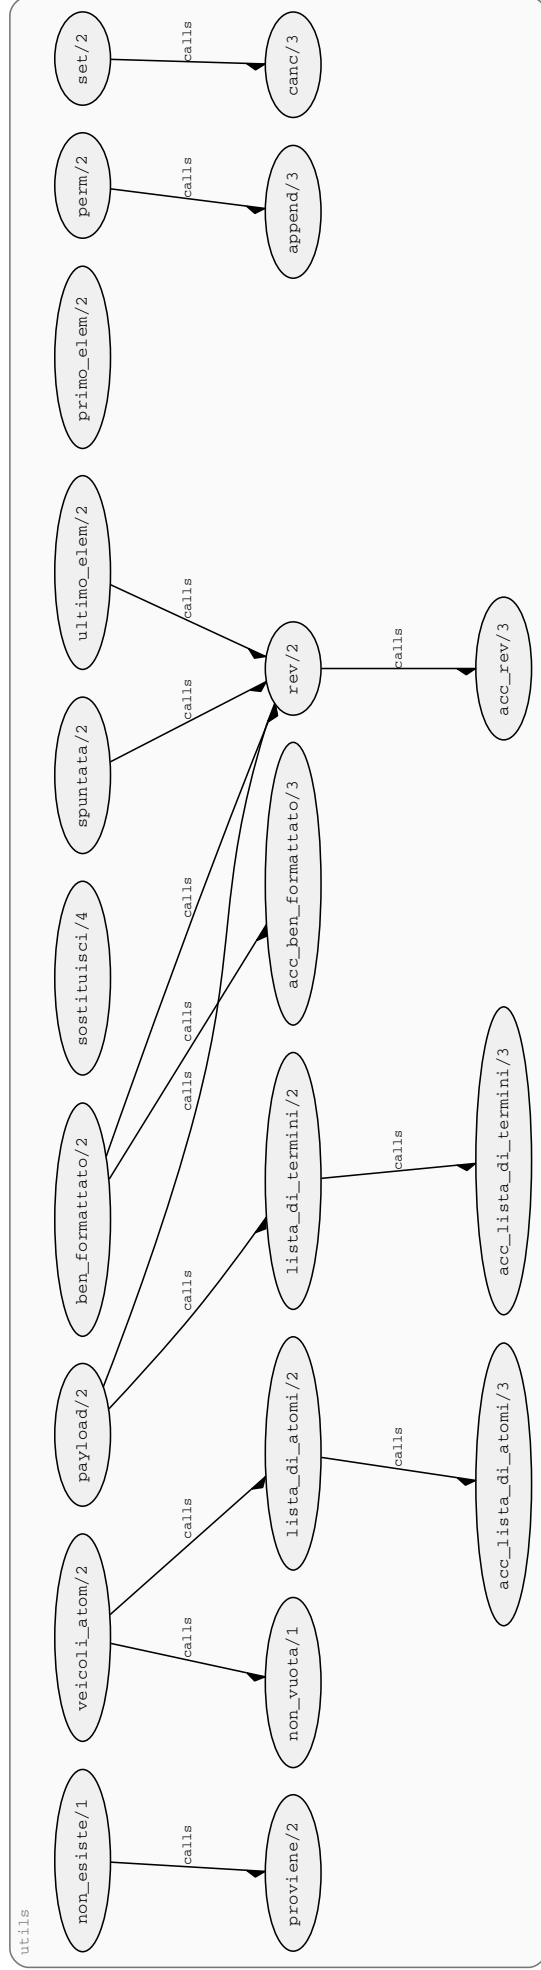 utils
non_esiste/1
veicoli_atom/2
payload/2
ben_formattato/2
sostituisci/4
spuntata/2
ultimo_elem/2
primo_elem/2
perm/2
set/2
calls
calls
calls
calls
calls
calls
calls
calls
calls
calls
calls
proviene/2
non_vuota/1
lista_di_atomi/2
lista_di_termini/2
acc_ben_formattato/3
rev/2
append/3
canc/3
calls
calls
calls
acc_lista_di_atomi/3
acc_lista_di_termini/3
acc_rev/3